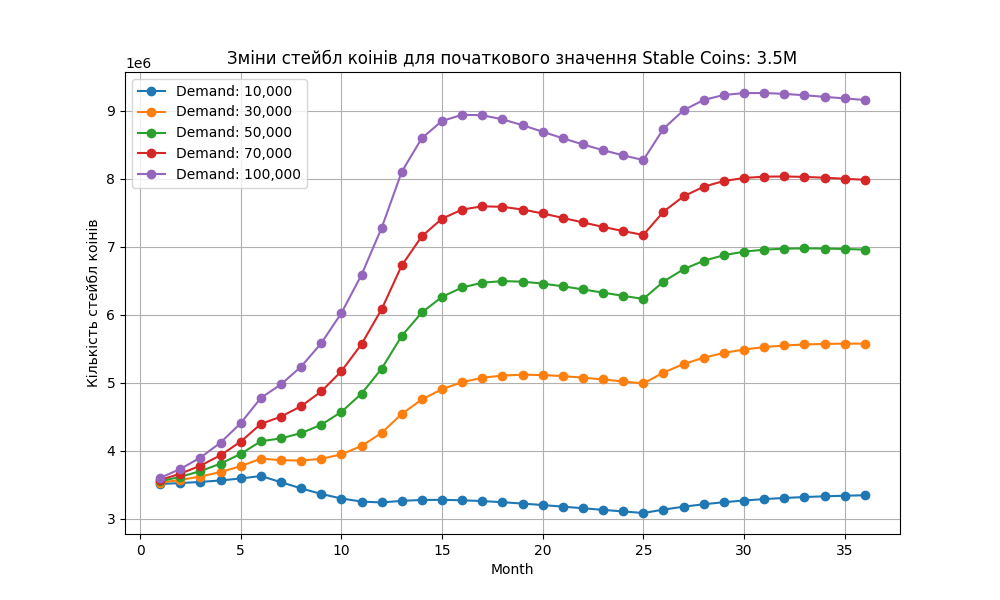 Зміни стейбл коінів для початкового значення Stable Coins: 3.5M
1e6
Demand: 10,000
Demand: 30,000
Demand: 50,000
Demand: 70,000
Demand: 100,000
9
8
7
6
5
4
3
Кількість стейбл коінів
0 5 10 15 20 25 30 35
Month